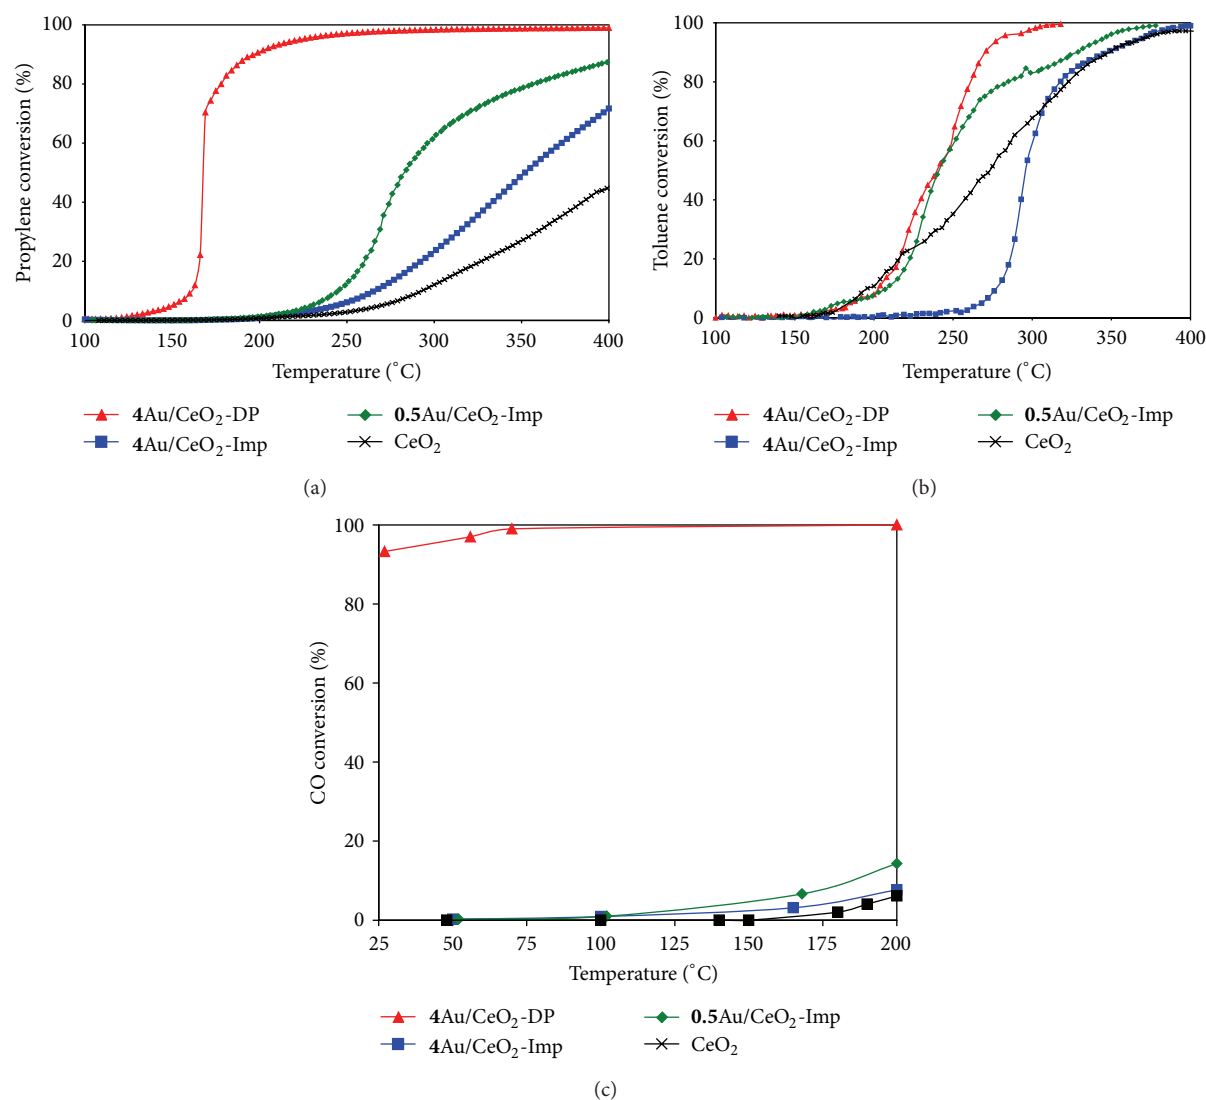 Propylene conversion (%)
100
80
60
40
20
0
100 150 200 250 300 350 400
Temperature (˚C)
4Au/CeO2-DP
0.5Au/CeO2-Imp
4Au/CeO2-Imp
CeO2
(a)
Toluene conversion (%)
100
80
60
40
20
0
100 150 200 250 300 350 400
Temperature (˚C)
4Au/CeO2-DP
0.5Au/CeO2-Imp
4Au/CeO2-Imp
CeO2
(b)
CO conversion (%)
100
80
60
40
20
0
25 50 75 100 125 150 175 200
Temperature (˚C)
4Au/CeO2-DP
0.5Au/CeO2-Imp
4Au/CeO2-Imp
CeO2
(c)